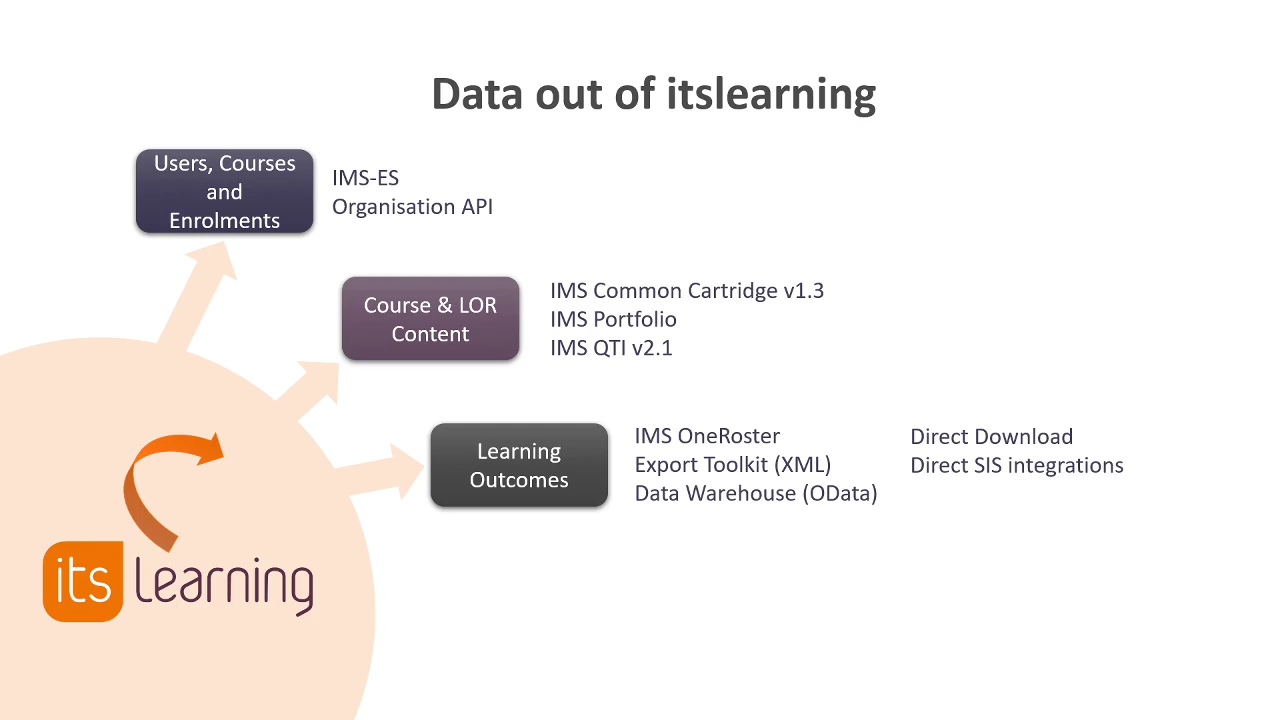 Data out of itslearning
Users, Courses
and
Enrolments
IMS-ES
Organisation API
Course & LOR
Content
IMS Common Cartridge v1.3
IMS Portfolio
IMS QTI v2.1
Learning
Outcomes
IMS OneRoster
Export Toolkit (XML)
Data Warehouse (OData)
Direct Download
Direct SIS integrations
its Learning